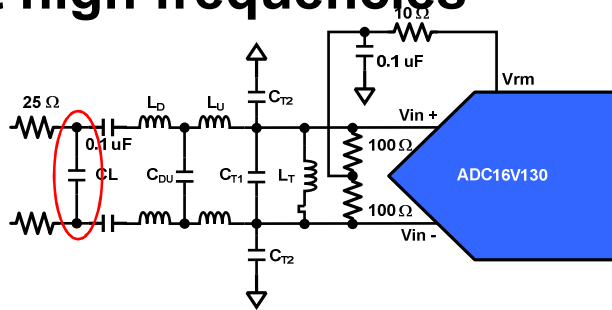 high frequencies
10 Ω
0.1 uF
Vrm
25 Ω
LD
LU
CT2
Vin +
0.1 uF
100 Ω
CL
CDU
CT1
LT
ADC16V130
100 Ω
Vin -
CT2